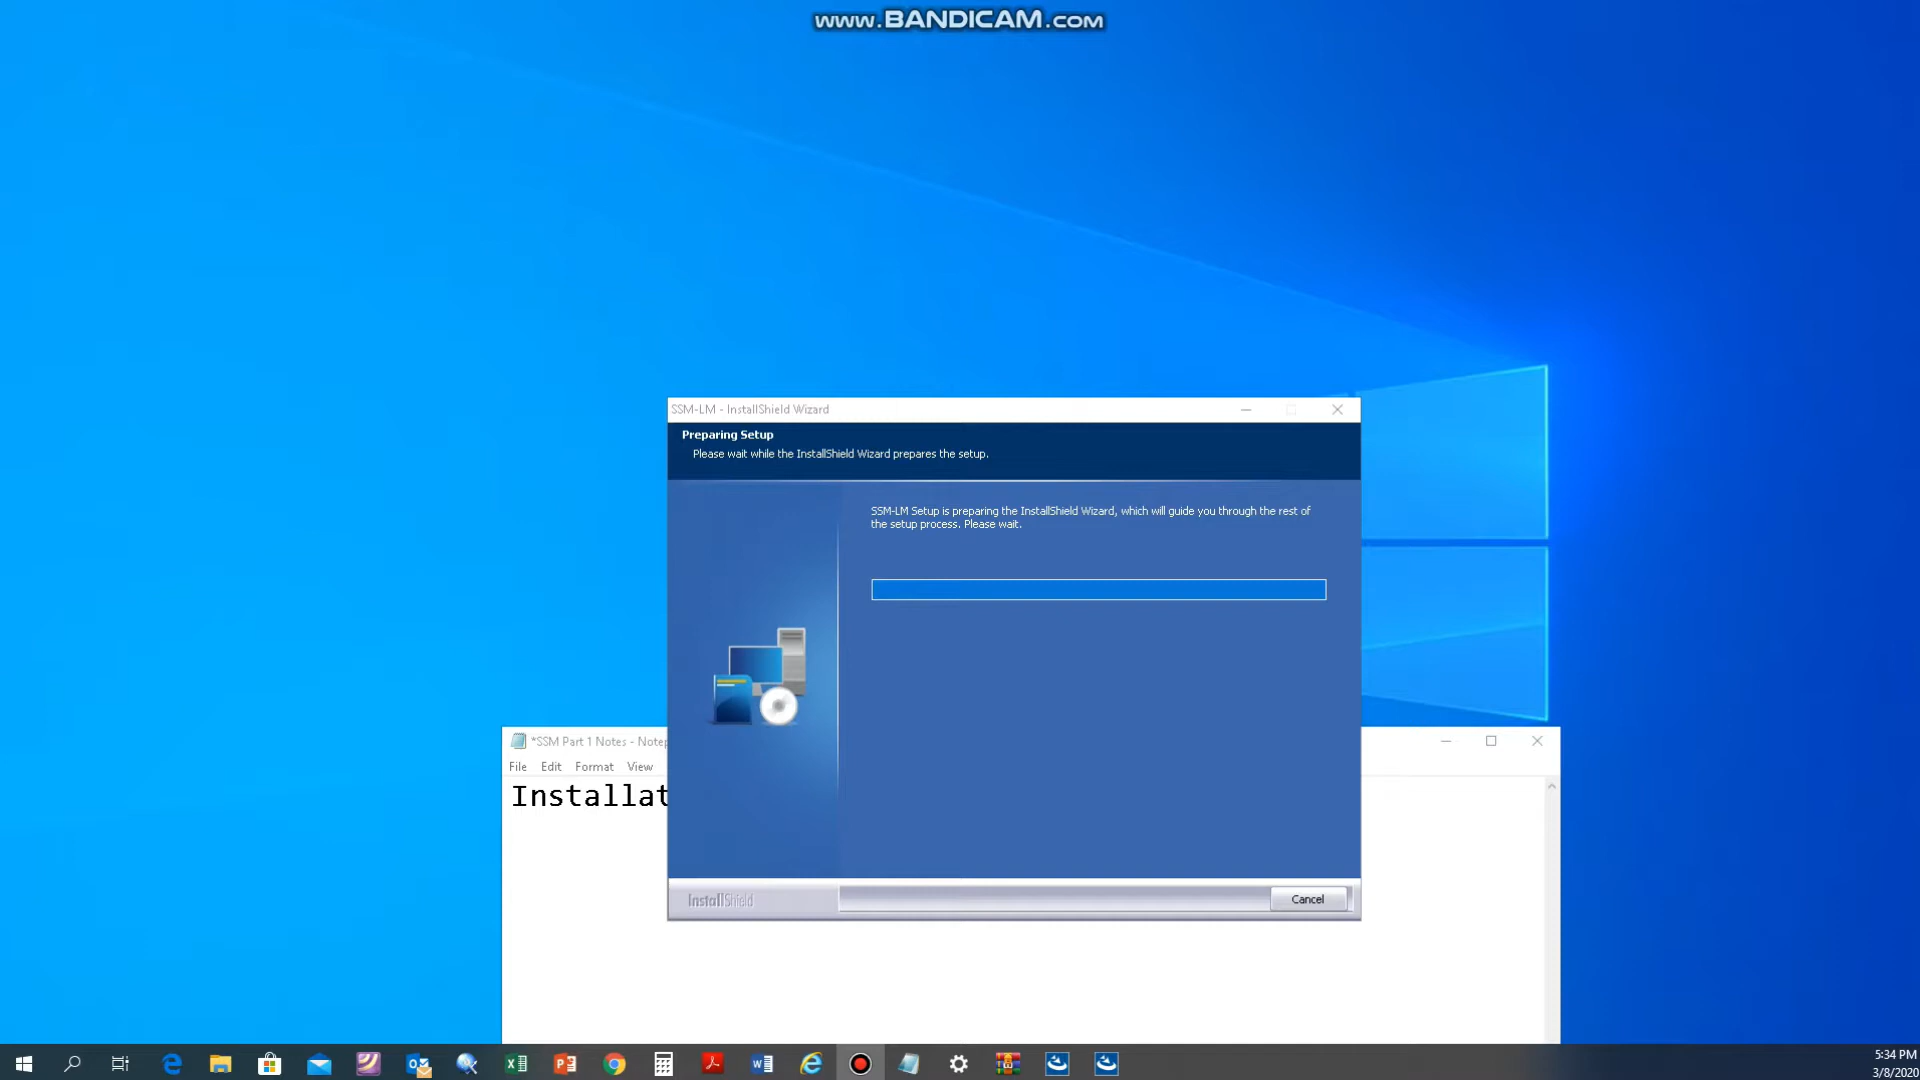 www.BANDICAM.com
SSM-LM - InstallShield Wizard
Preparing Setup
Please wait while the InstallShield Wizard prepares the setup.
SSM-LM Setup is preparing the InstallShield Wizard, which will guide you through the rest of
the setup process. Please wait.
InstallShield
Cancel
*SSM Part 1 Notes - Notep
File Edit Format View
Installat
5:34 PM
3/8/2020